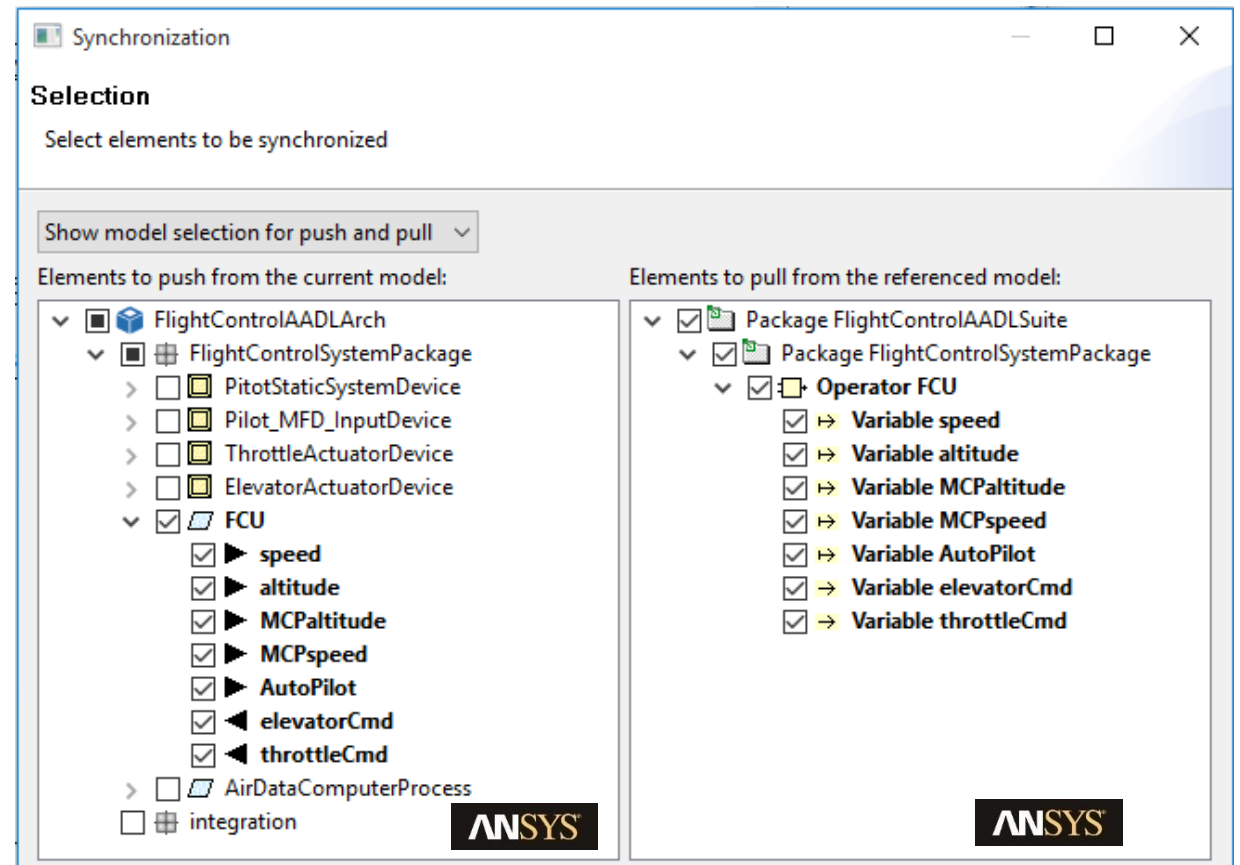 Synchronization
Selection
Select elements to be synchronized
Show model selection for push and pull
Elements to push from the current model:
FlightControlAADLArch
FlightControlSystemPackage
PitotStaticSystemDevice
Pilot_MFD_InputDevice
ThrottleActuatorDevice
ElevatorActuatorDevice
FCU
speed
altitude
MCPaltitude
MCPspeed
AutoPilot
elevatorCmd
throttleCmd
AirDataComputerProcess
integration
ANSYS
Elements to pull from the referenced model:
Package FlightControlAADLSuite
Package FlightControlSystemPackage
Operator FCU
Variable speed
Variable altitude
Variable MCPaltitude
Variable MCPspeed
Variable AutoPilot
Variable elevatorCmd
Variable throttleCmd
ANSYS